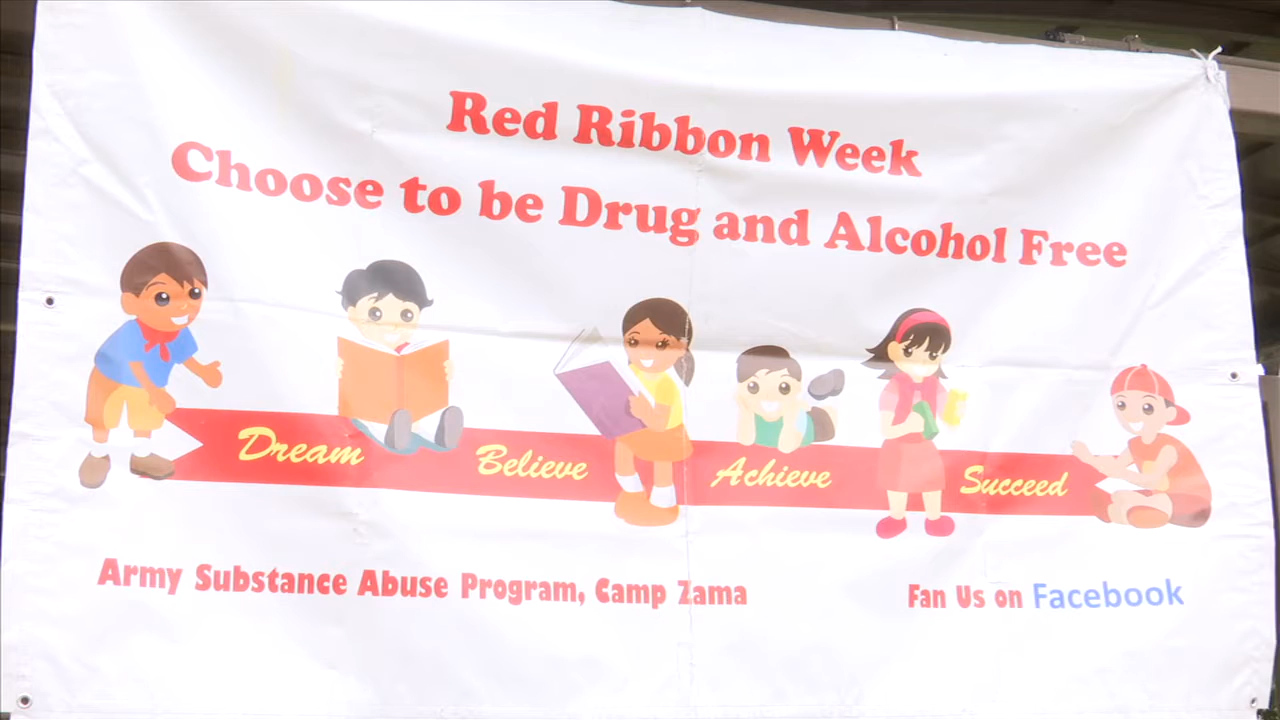 Red Ribbon Week
Choose to be Drug and Alcohol Free
Dream Believe Achieve Succeed
Army Substance Abuse Program, Camp Zama
Fan Us on Facebook